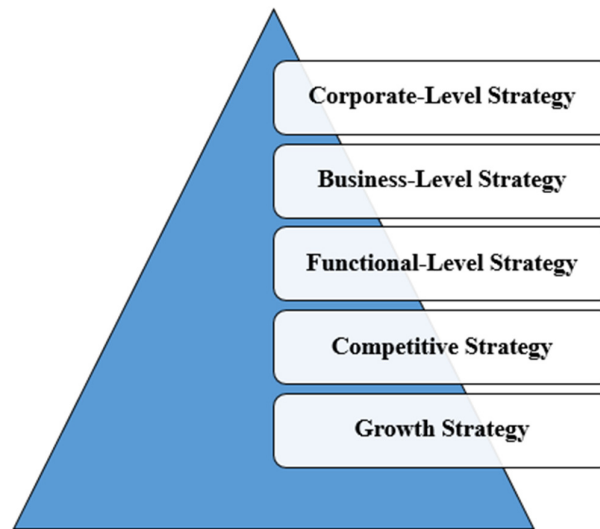 Corporate-Level Strategy
Business-Level Strategy
Functional-Level Strategy
Competitive Strategy
Growth Strategy